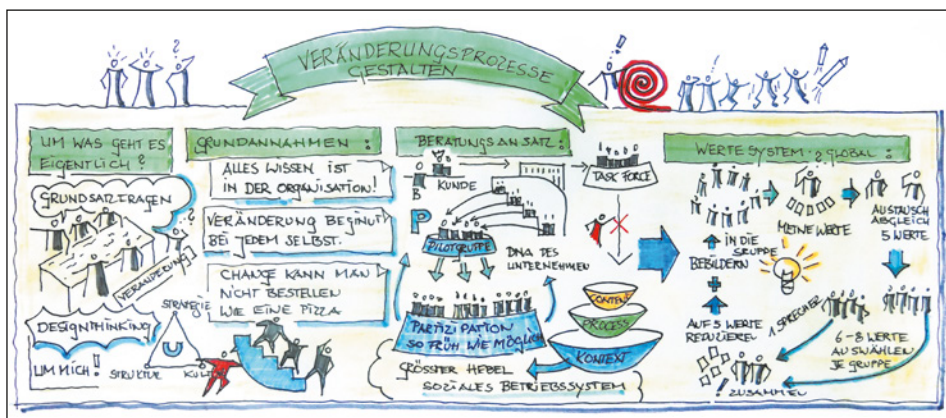 VERÄNDERUNGSPROZESSE
GESTALTEN
UM WAS GEHT ES
EIGENTLICH?
GRUNDSATZFRAGEN
VERÄNDERUNG
?
DESIGNTHINKING
UM MICH!
STRATEGIE
STRUKTUR
KULTUR
U
GRUNDANNAHMEN:
ALLES WISSEN IST
IN DER ORGANISATION!
VERÄNDERUNG BEGINNT
BEI JEDEM SELBST.
CHANGE KANN MAN
NICHT BESTELLEN
WIE EINE PIZZA
BERATUNGSANSATZ:
KUNDE
O
B
P
TASK FORCE
PILOTGRUPPE
DNA DES
UNTERNEHMEN
PARTIZIPATION
SO FRÜH WIE MÖGLICH
CONTENT
PROCESS
KONTEXT
GRÖSSTER HEBEL
SOZIALES BETRIEBSSYSTEM
WERTESYSTEM GLOBAL:
MEINE WERTE
AUSTAUSCH
ABGLEICH
5 WERTE
6-8 WERTE
AUSWÄHLEN
JE GRUPPE
1 SPRECHER
ZUSAMMEN
!
AUF 5 WERTE
REDUZIEREN
+
BEBILDERN
IN DIE
GRUPPE